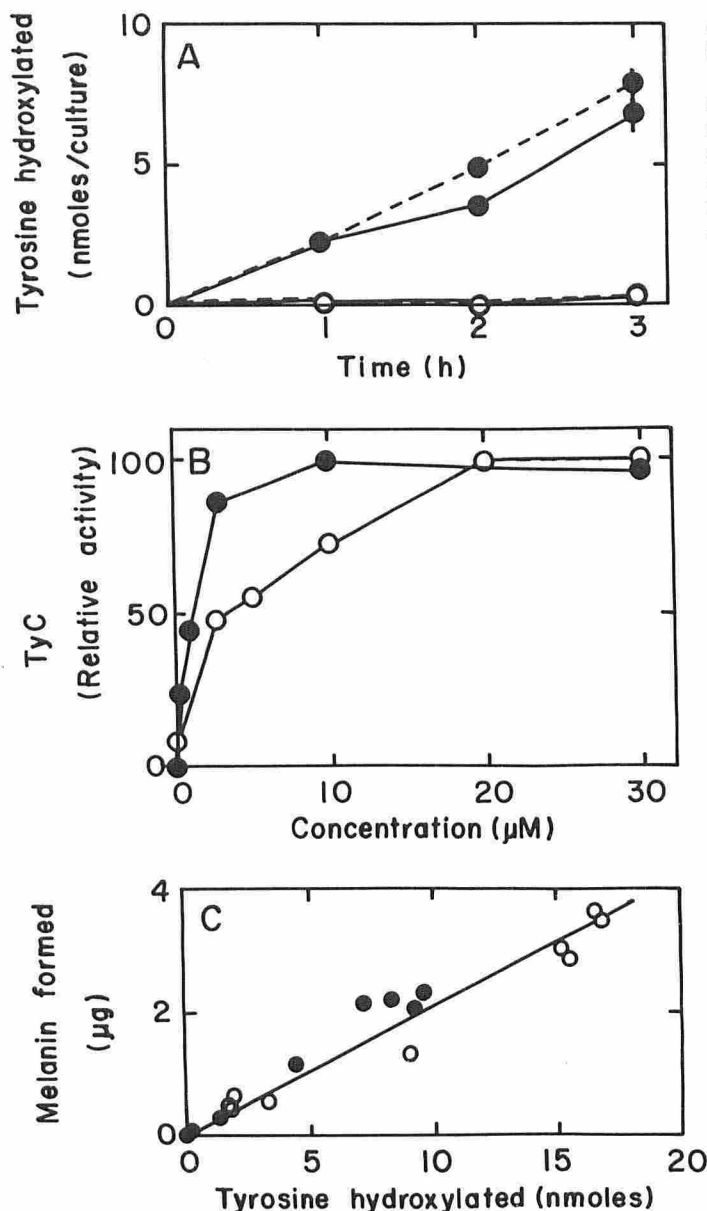 A
Tyrosine hydroxylated
(nmoles/culture)
10
5
0
0
1
2
3
Time (h)
B
TyC
(Relative activity)
100
50
0
0
10
20
30
Concentration (µM)
C
Melanin formed
(µg)
4
2
0
0
5
10
15
20
Tyrosine hydroxylated (nmoles)